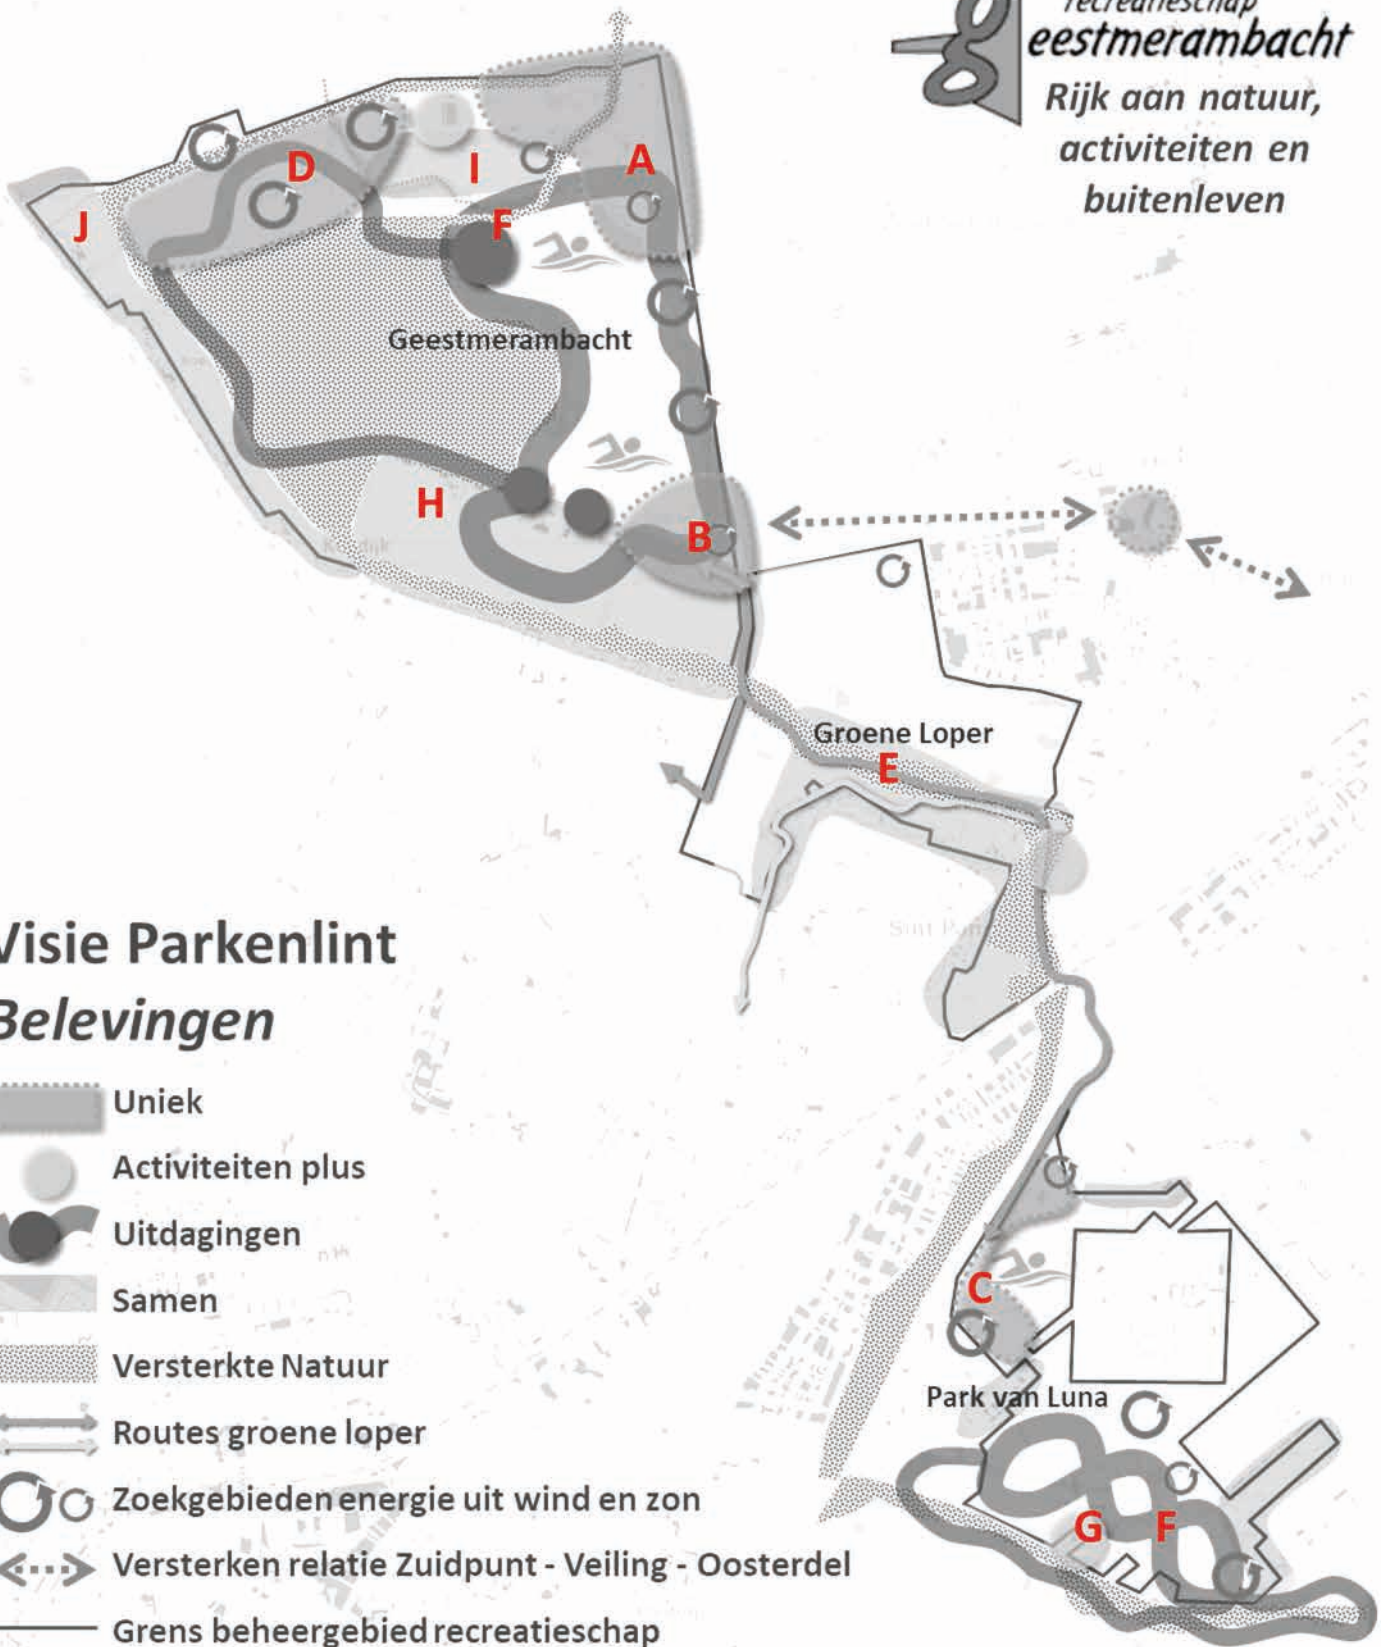 recreatieschap
eestmerambacht
Rijk aan natuur,
activiteiten en
buitenleven
D
I
A
J
F
Geestmerambacht
H
B
Groene Loper
E
Visie Parkenlint
Belevingen
Uniek
Activiteiten plus
Uitdagingen
Samen
Versterkte Natuur
Routes groene loper
Zoekgebieden energie uit wind en zon
Versterken relatie Zuidpunt - Veiling - Oosterdel
Grens beheergebied recreatieschap
C
Park van Luna
G
F